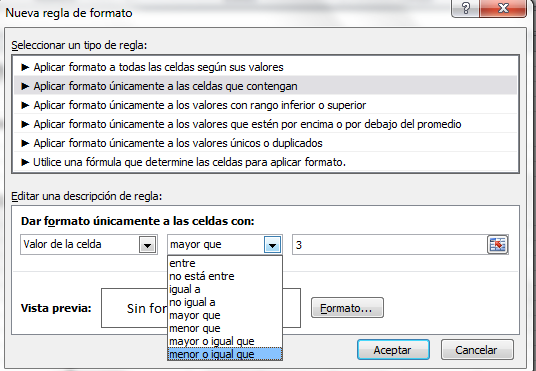 Nueva regla de formato
Seleccionar un tipo de regla:
► Aplicar formato a todas las celdas según sus valores
► Aplicar formato únicamente a las celdas que contengan
► Aplicar formato únicamente a los valores con rango inferior o superior
► Aplicar formato únicamente a los valores que estén por encima o por debajo del promedio
► Aplicar formato únicamente a los valores únicos o duplicados
► Utilice una fórmula que determine las celdas para aplicar formato.
Editar una descripción de regla:
Dar formato únicamente a las celdas con:
Valor de la celda mayor que 3
entre
no está entre
igual a
no igual a
mayor que
menor que
mayor o igual que
menor o igual que
Vista previa: Sin for Formato...
Aceptar Cancelar